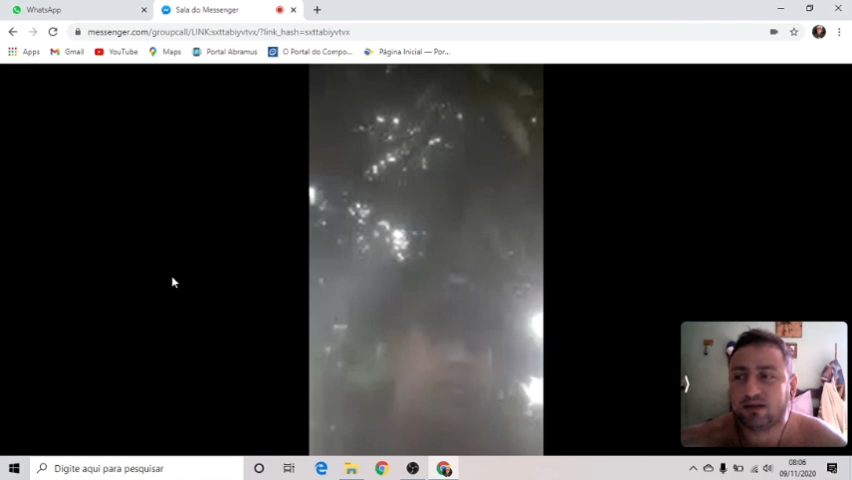 WhatsApp
Sala do Messenger
messenger.com/groupcall/LINK:sxttabiyvtvx/?link_hash=sxttabiyvtvx
Apps
Gmail
YouTube
Maps
Portal Abramus
O Portal do Compo...
Página Inicial — Por...
Digite aqui para pesquisar
08:06
09/11/2020